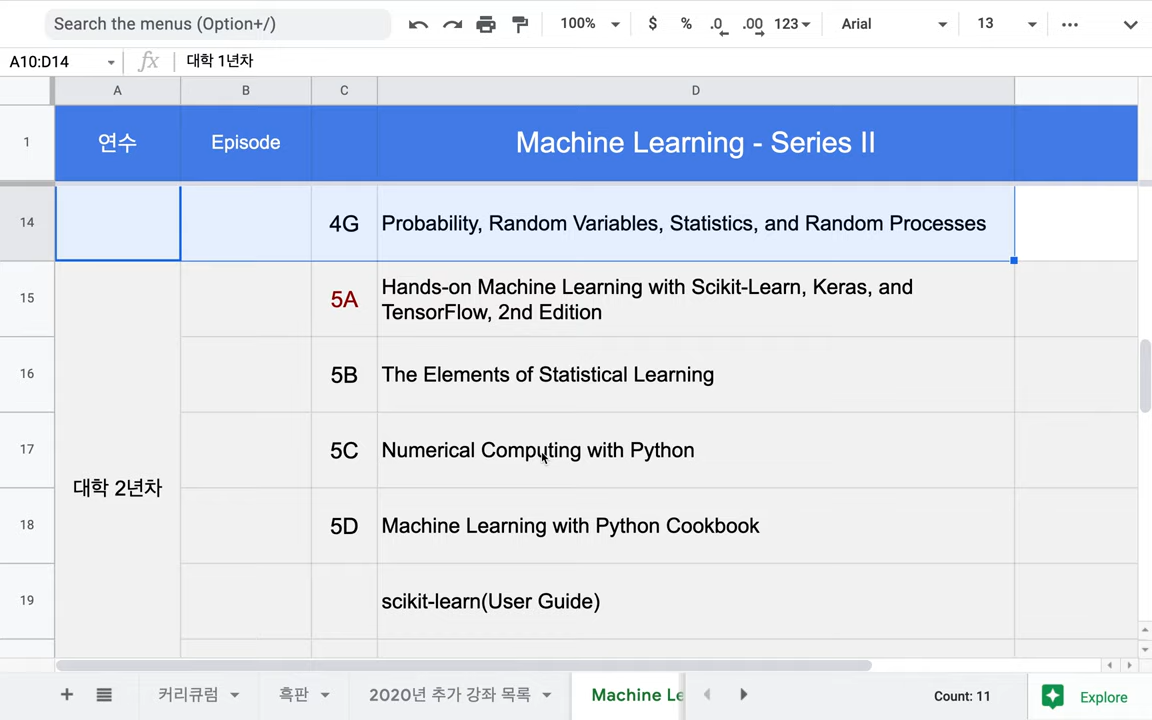 Search the menus (Option+/)
100%
$
%
.0
.00
123
Arial
13
A10:D14
fx
대학 1년차
A
B
C
D
1
연수
Episode
Machine Learning - Series II
14
4G
Probability, Random Variables, Statistics, and Random Processes
15
5A
Hands-on Machine Learning with Scikit-Learn, Keras, and
TensorFlow, 2nd Edition
16
5B
The Elements of Statistical Learning
17
5C
Numerical Computing with Python
대학 2년차
18
5D
Machine Learning with Python Cookbook
19
scikit-learn(User Guide)
커리큐럼
흑판
2020년 추가 강좌 목록
Machine Le
Count: 11
Explore